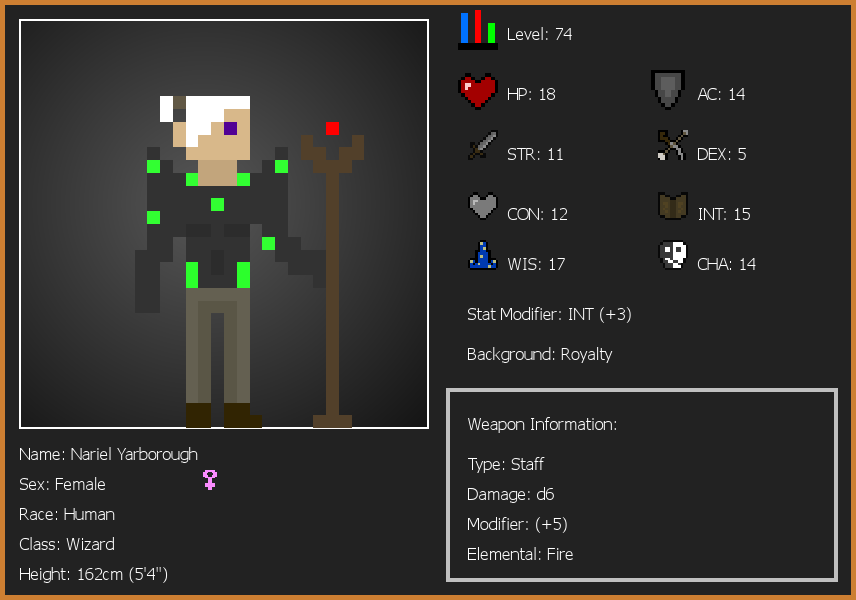 Level: 74
HP: 18
AC: 14
STR: 11
DEX: 5
CON: 12
INT: 15
WIS: 17
CHA: 14
Stat Modifier: INT (+3)
Background: Royalty
Weapon Information:
Type: Staff
Damage: d6
Modifier: (+5)
Elemental: Fire
Name: Nariel Yarborough
Sex: Female
Race: Human
Class: Wizard
Height: 162cm (5'4")